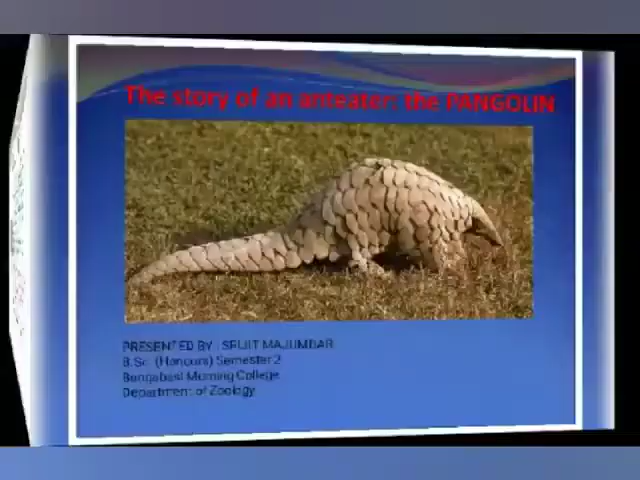 The story of an anteater: the PANGOLIN
PRESENTED BY : SRIJIT MAJUMDAR
B.Sc. (Honours) Semester 2
Bangabasi Morning College
Department of Zoology